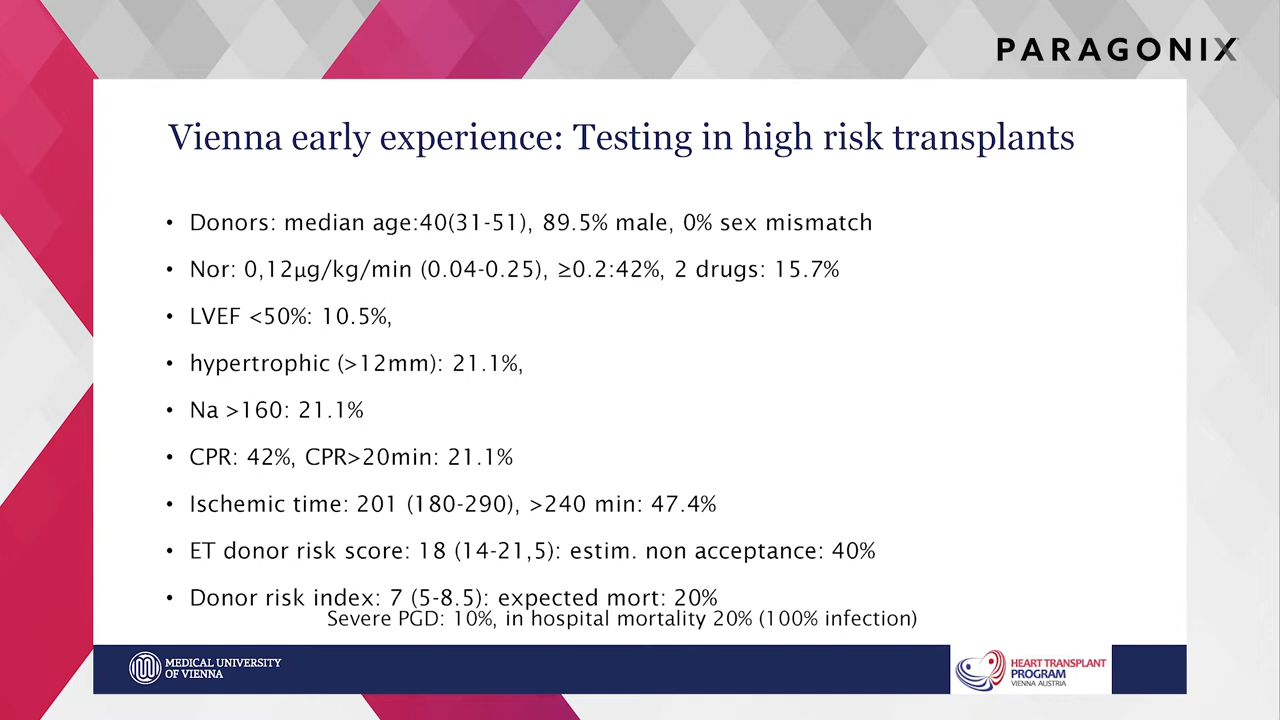 PARAGONIX
Vienna early experience: Testing in high risk transplants
• Donors: median age:40(31-51), 89.5% male, 0% sex mismatch
• Nor: 0,12µg/kg/min (0.04-0.25), ≥0.2:42%, 2 drugs: 15.7%
• LVEF <50%: 10.5%,
• hypertrophic (>12mm): 21.1%,
• Na >160: 21.1%
• CPR: 42%, CPR>20min: 21.1%
• Ischemic time: 201 (180-290), >240 min: 47.4%
• ET donor risk score: 18 (14-21,5): estim. non acceptance: 40%
• Donor risk index: 7 (5-8.5): expected mort: 20%
Severe PGD: 10%, in hospital mortality 20% (100% infection)
MEDICAL UNIVERSITY
OF VIENNA
HEART TRANSPLANT
PROGRAM
VIENNA AUSTRIA